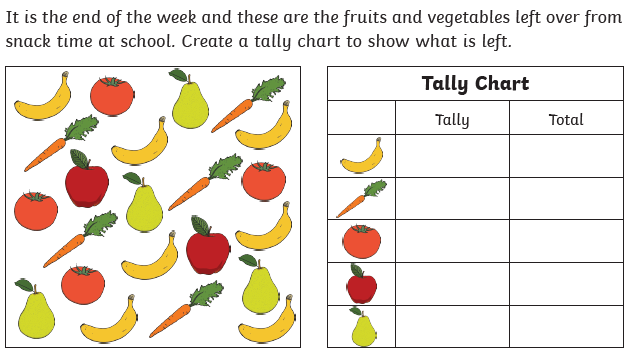 It is the end of the week and these are the fruits and vegetables left over from
snack time at school. Create a tally chart to show what is left.
Tally Chart
Tally Total